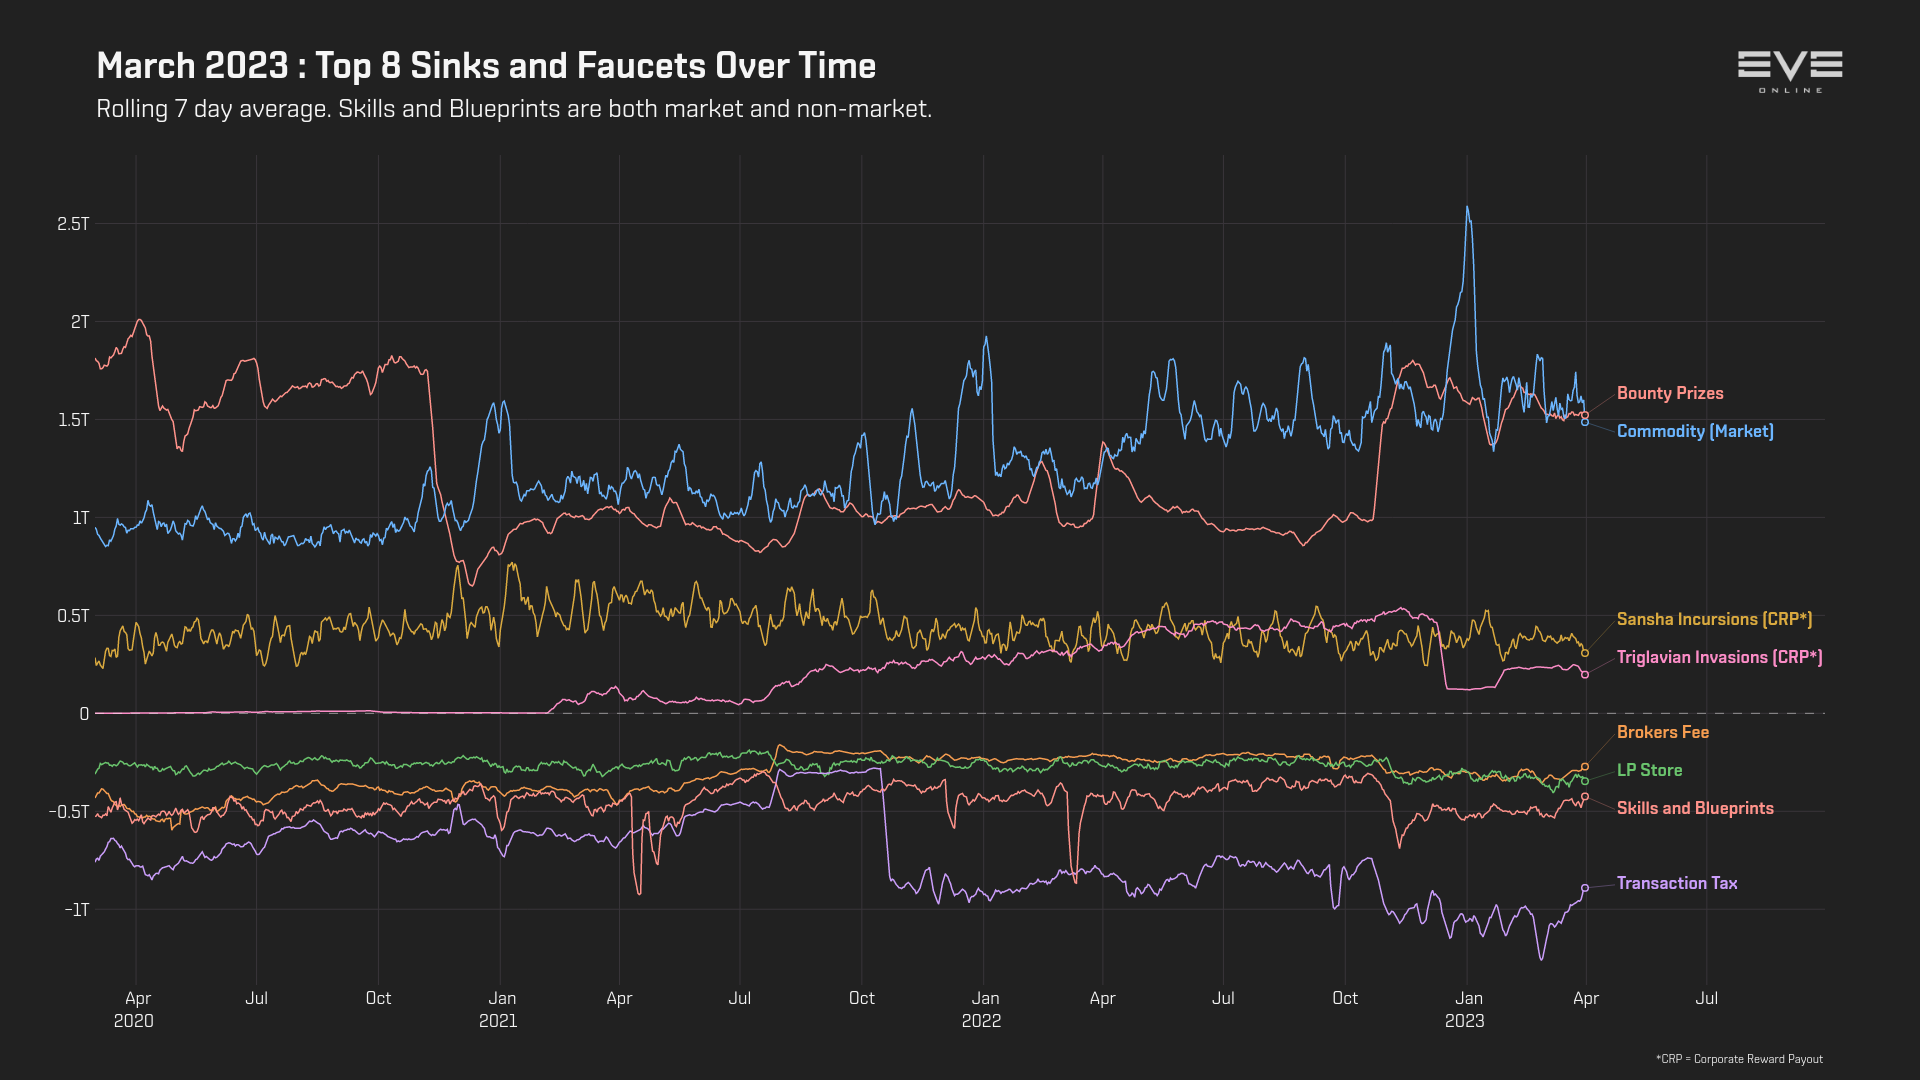 March 2023 : Top 8 Sinks and Faucets Over Time
Rolling 7 day average. Skills and Blueprints are both market and non-market.
EVE
ONLINE
2.5T
2T
1.5T
1T
0.5T
0
−0.5T
−1T
Bounty Prizes
Commodity (Market)
Sansha Incursions (CRP*)
Triglavian Invasions (CRP*)
Brokers Fee
LP Store
Skills and Blueprints
Transaction Tax
Apr Jul Oct Jan Apr Jul Oct Jan Apr Jul Oct Jan Apr Jul
2020 2021 2022 2023
*CRP = Corporate Reward Payout